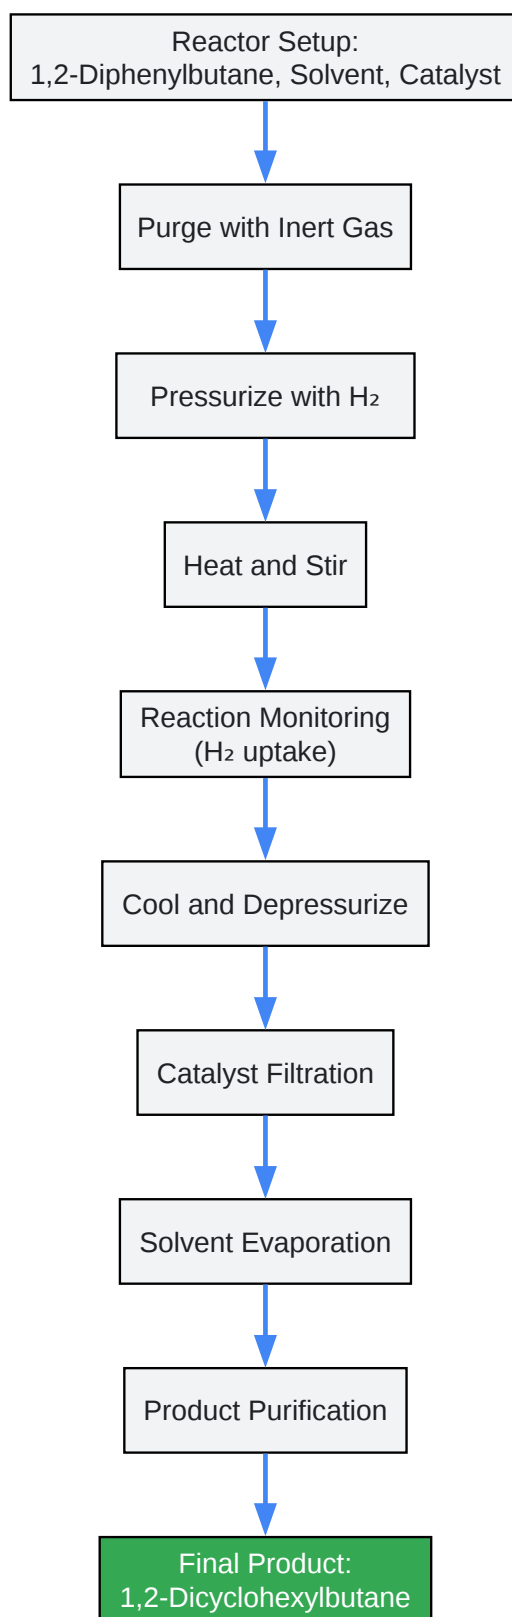 Reactor Setup:
1,2-Diphenylbutane, Solvent, Catalyst
Purge with Inert Gas
Pressurize with H₂
Heat and Stir
Reaction Monitoring
(H₂ uptake)
Cool and Depressurize
Catalyst Filtration
Solvent Evaporation
Product Purification
Final Product:
1,2-Dicyclohexylbutane